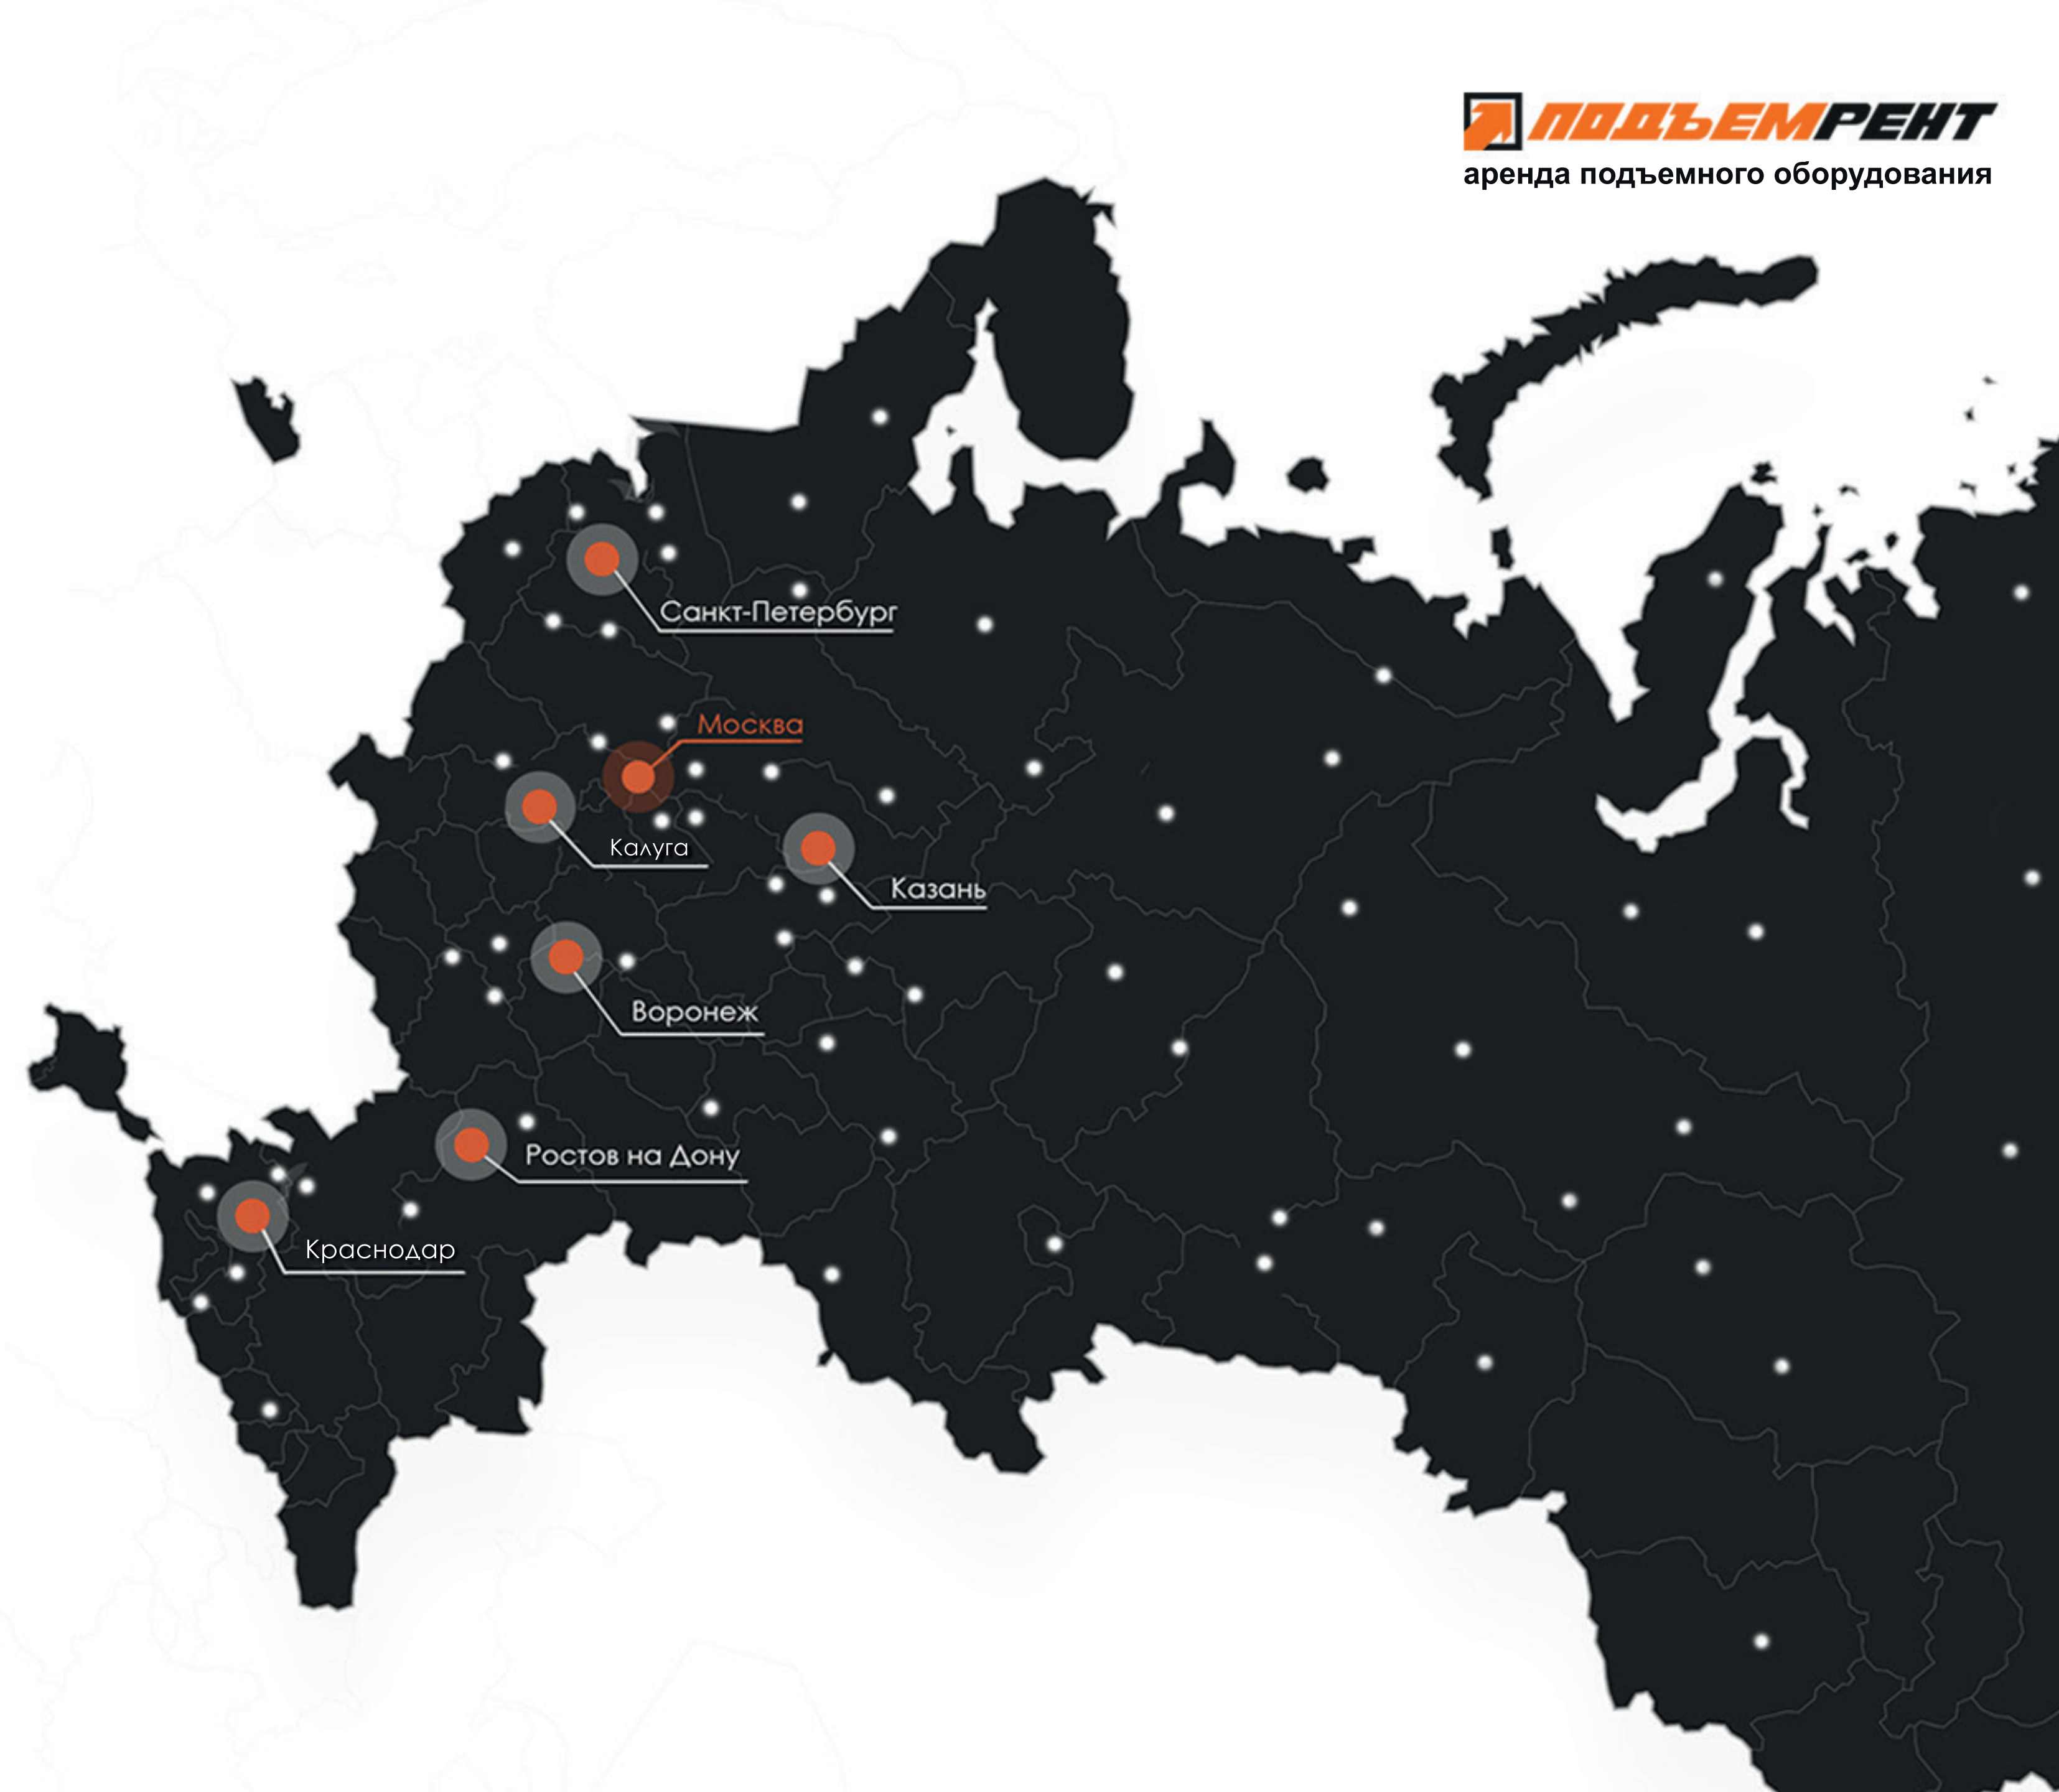 ПОДЪЕМРЕНТ
аренда подъемного оборудования
Санкт-Петербург
Москва
Калуга
Казань
Воронеж
Ростов на Дону
Краснодар